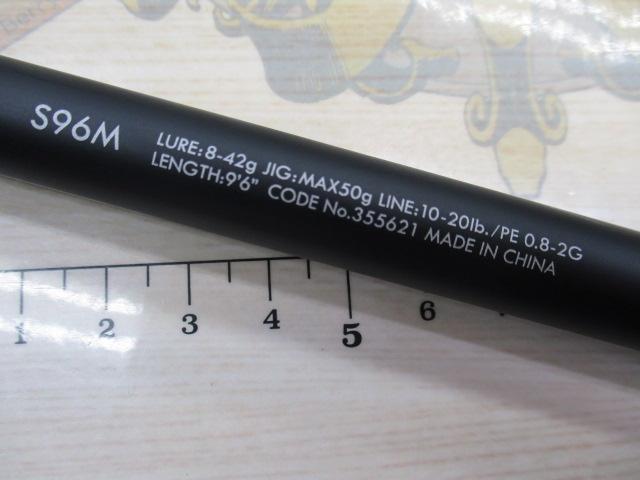 S96M
LURE:8-42g JIG:MAX50g LINE:10-20lb./PE 0.8-2G
LENGTH:9'6" CODE No.355621 MADE IN CHINA
1 2 3 4 5 6